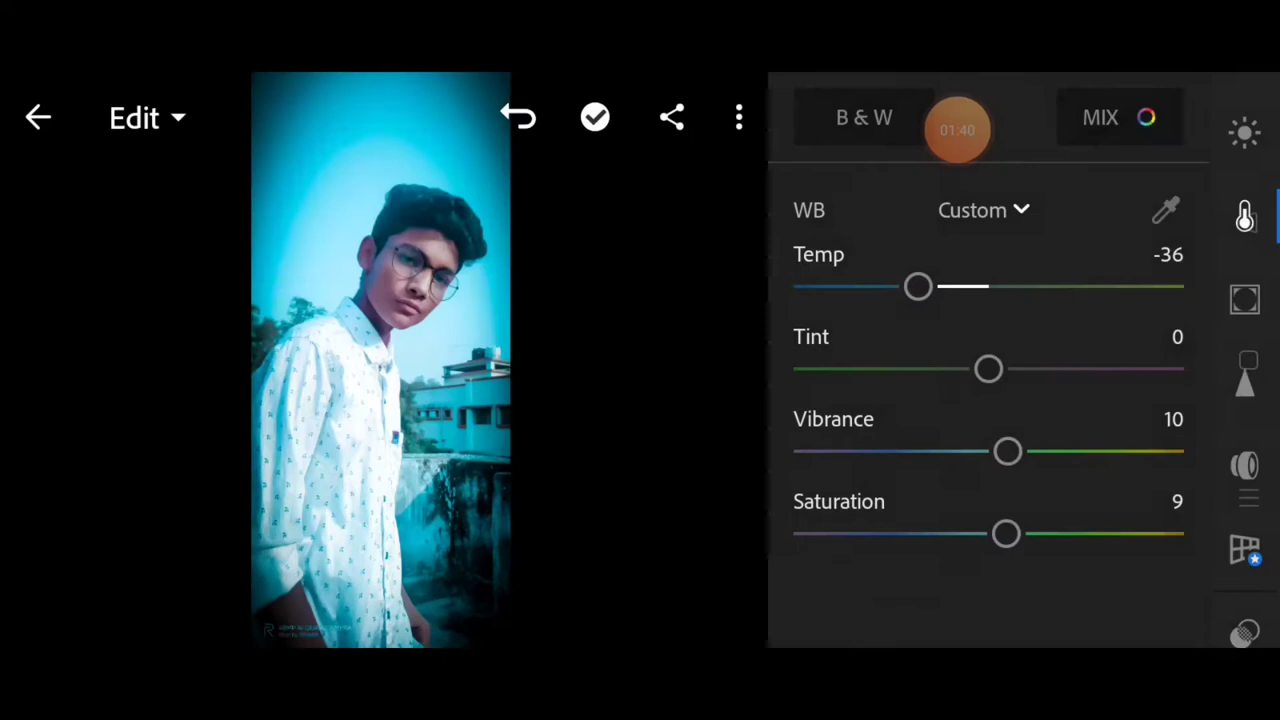 Edit
B & W
01:40
MIX
WB
Custom
Temp
-36
Tint
0
Vibrance
10
Saturation
9